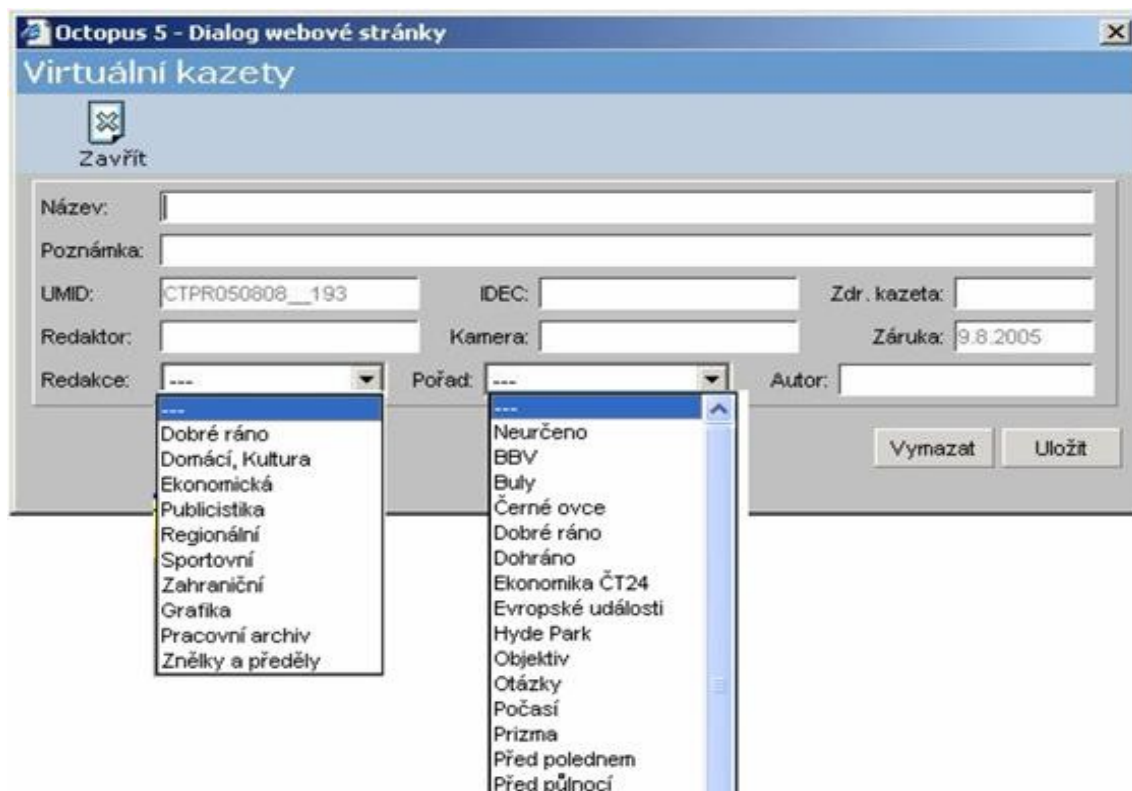 Octopus 5 - Dialog webové stránky
Virtuální kazety
Zavřít
Název:
Poznámka:
UMID: CTPR050808__193 IDEC: Zdr. kazeta:
Redaktor: Kamera: Záruka: 9.8.2005
Redakce: --- Pořad: --- Autor:
---
Dobré ráno
Domácí, Kultura
Ekonomická
Publicistika
Regionální
Sportovní
Zahraniční
Grafika
Pracovní archiv
Znělky a předěly
---
Neurčeno
BBV
Buly
Černé ovce
Dobré ráno
Dohráno
Ekonomika ČT24
Evropské události
Hyde Park
Objektiv
Otázky
Počasí
Prizma
Před polednem
Před půlnocí
Vymazat Uložit